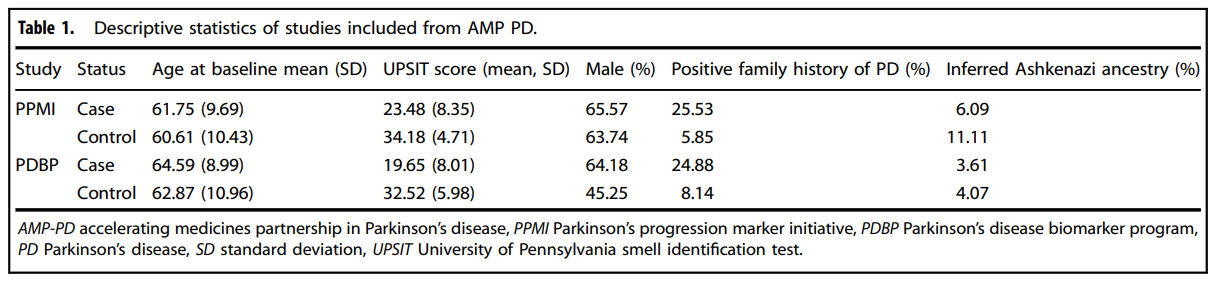 Table 1. Descriptive statistics of studies included from AMP PD.
Study Status Age at baseline mean (SD) UPSIT score (mean, SD) Male (%) Positive family history of PD (%) Inferred Ashkenazi ancestry (%)
PPMI Case 61.75 (9.69) 23.48 (8.35) 65.57 25.53 6.09
Control 60.61 (10.43) 34.18 (4.71) 63.74 5.85 11.11
PDBP Case 64.59 (8.99) 19.65 (8.01) 64.18 24.88 3.61
Control 62.87 (10.96) 32.52 (5.98) 45.25 8.14 4.07
AMP-PD accelerating medicines partnership in Parkinson's disease, PPMI Parkinson's progression marker initiative, PDBP Parkinson's disease biomarker program,
PD Parkinson's disease, SD standard deviation, UPSIT University of Pennsylvania smell identification test.